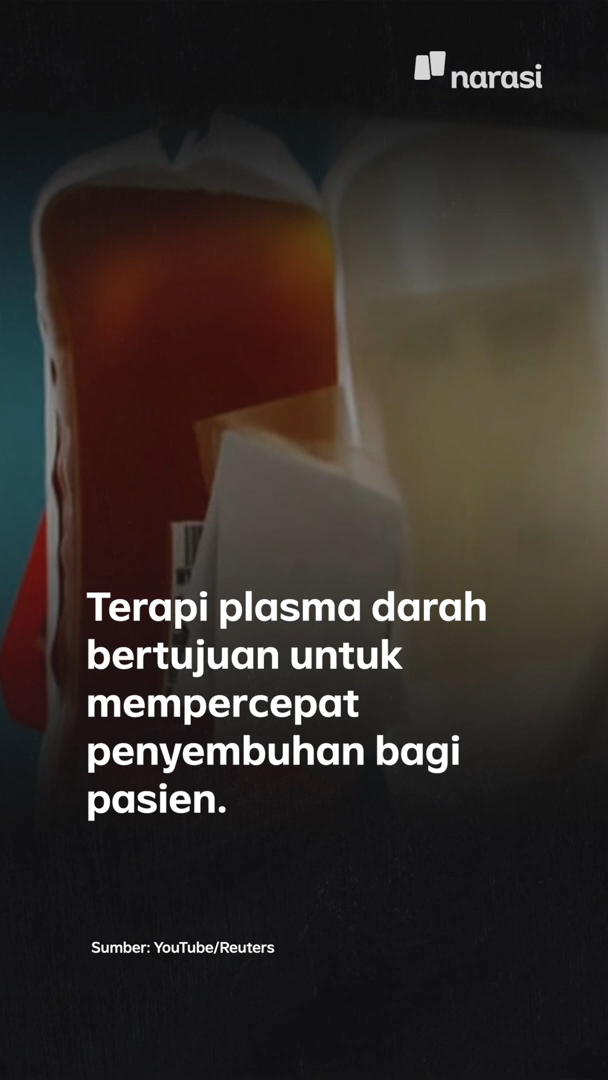 narasi
Terapi plasma darah
bertujuan untuk
mempercepat
penyembuhan bagi
pasien.
Sumber: YouTube/Reuters